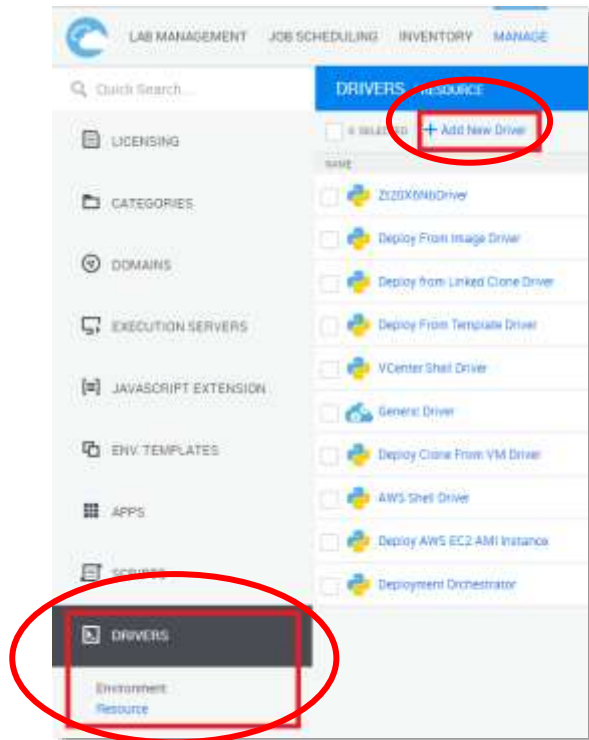 LAB MANAGEMENT JOB SCHEDULING INVENTORY MANAGE
Quick Search...
DRIVERS RESOURCE
0 SELECTED + Add New Driver
NAME
LICENSING
CATEGORIES
DOMAINS
EXECUTION SERVERS
JAVASCRIPT EXTENSION
ENV. TEMPLATES
APPS
SCRIPTS
DRIVERS
Environment
Resource
Deploy From Image Driver
Deploy from Linked Clone Driver
Deploy From Template Driver
VCenter Shell Driver
Generic Driver
Deploy Clone From VM Driver
AWS Shell Driver
Deploy AWS EC2 AMI Instance
Deployment Orchestrator